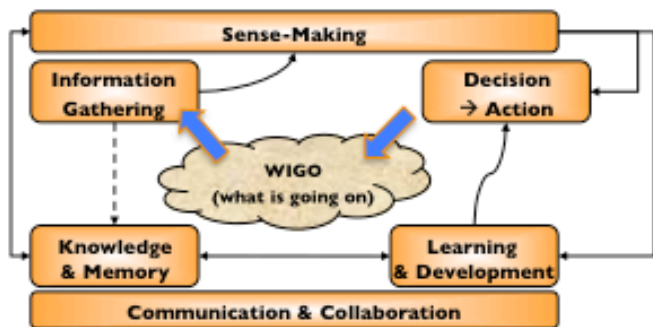 Sense-Making
Information
Gathering
Decision
→ Action
WIGO
(what is going on)
Knowledge
& Memory
Learning
& Development
Communication & Collaboration